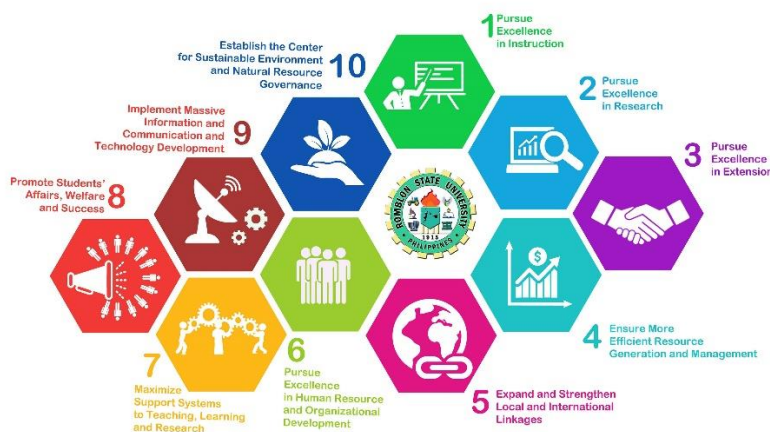 1
Pursue
Excellence
in Instruction
2
Pursue
Excellence
in Research
3
Pursue
Excellence
in Extension
4
Ensure More
Efficient Resource
Generation and Management
5
Expand and Strengthen
Local and International
Linkages
6
Pursue
Excellence
in Human Resource
and Organizational
Development
7
Maximize
Support Systems
to Teaching, Learning
and Research
8
Promote Students'
Affairs, Welfare
and Success
9
Implement Massive
Information and
Communication and
Technology Development
10
Establish the Center
for Sustainable Environment
and Natural Resource
Governance
ROMBLON STATE UNIVERSITY
1915
PHILIPPINES
$